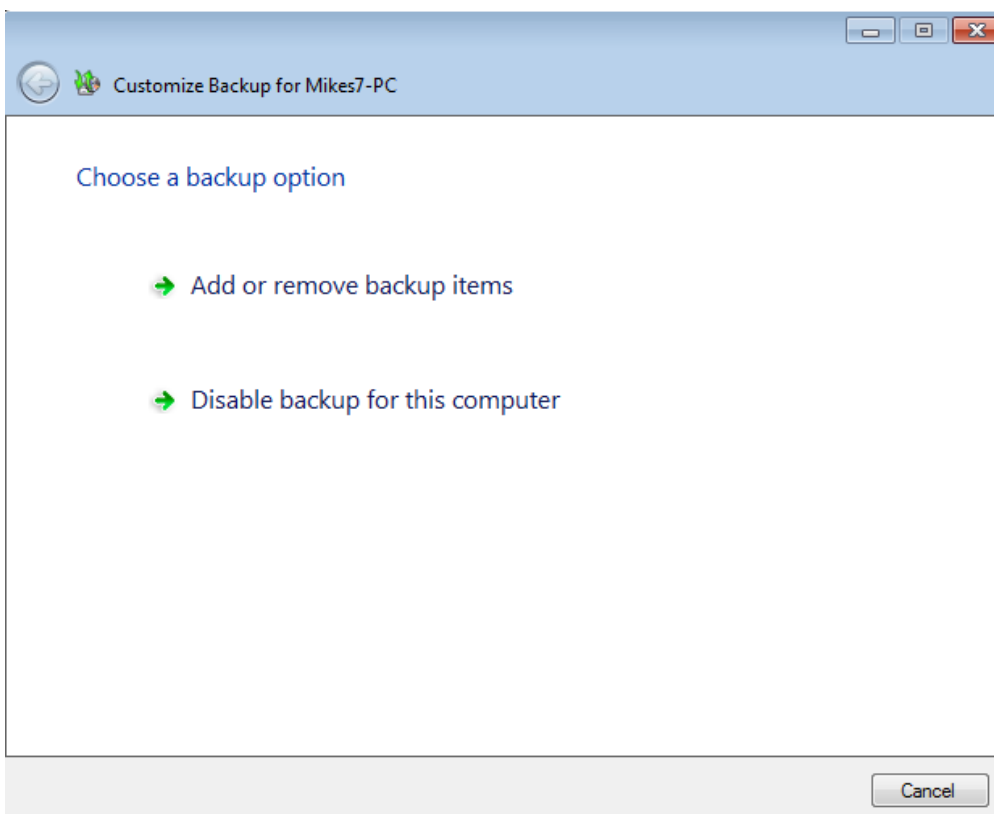 Customize Backup for Mikes7-PC
Choose a backup option
Add or remove backup items
Disable backup for this computer
Cancel